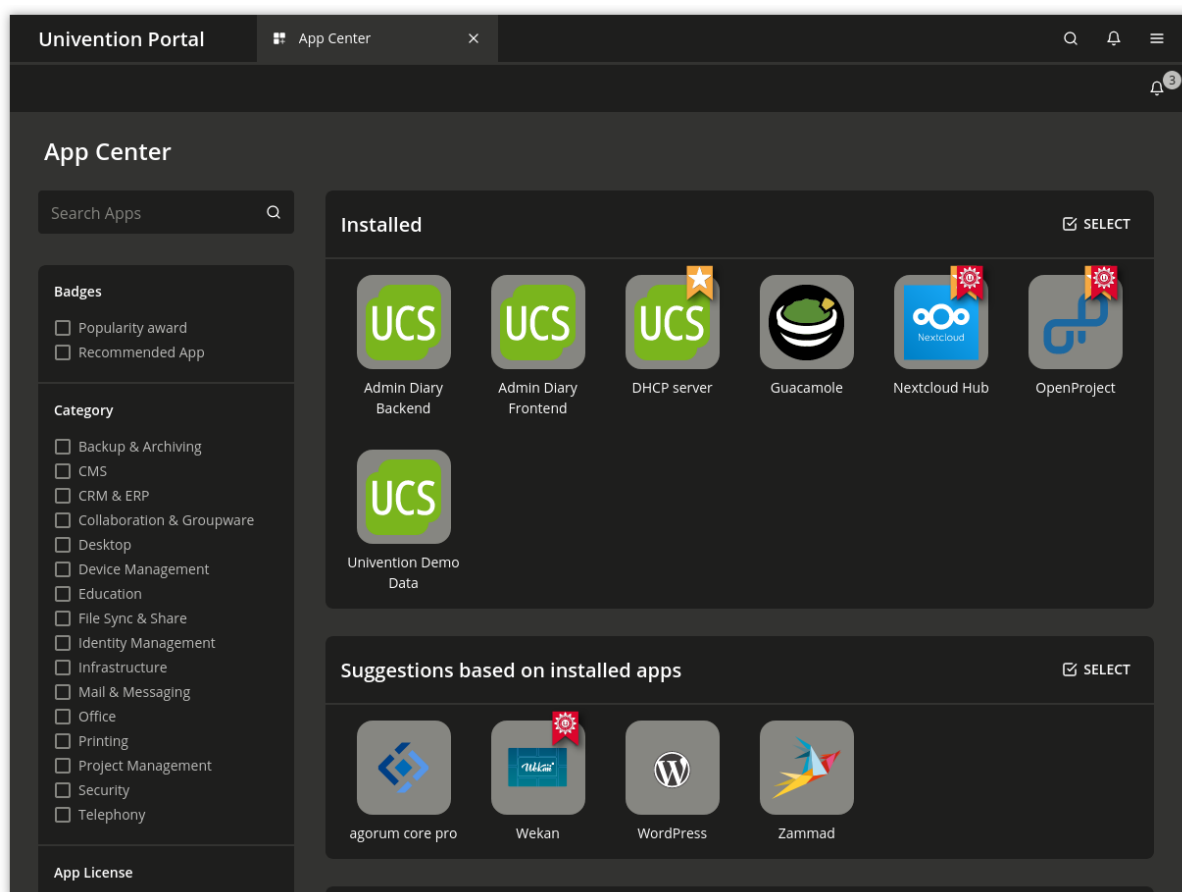 Univention Portal
App Center
3
App Center
Search Apps
Badges
Popularity award
Recommended App
Category
Backup & Archiving
CMS
CRM & ERP
Collaboration & Groupware
Desktop
Device Management
Education
File Sync & Share
Identity Management
Infrastructure
Mail & Messaging
Office
Printing
Project Management
Security
Telephony
App License
Installed
SELECT
UCS
UCS
UCS
Nextcloud
Admin Diary
Backend
Admin Diary
Frontend
DHCP server
Guacamole
Nextcloud Hub
OpenProject
UCS
Univention Demo
Data
Suggestions based on installed apps
SELECT
Wekan
W
agorum core pro
Wekan
WordPress
Zammad